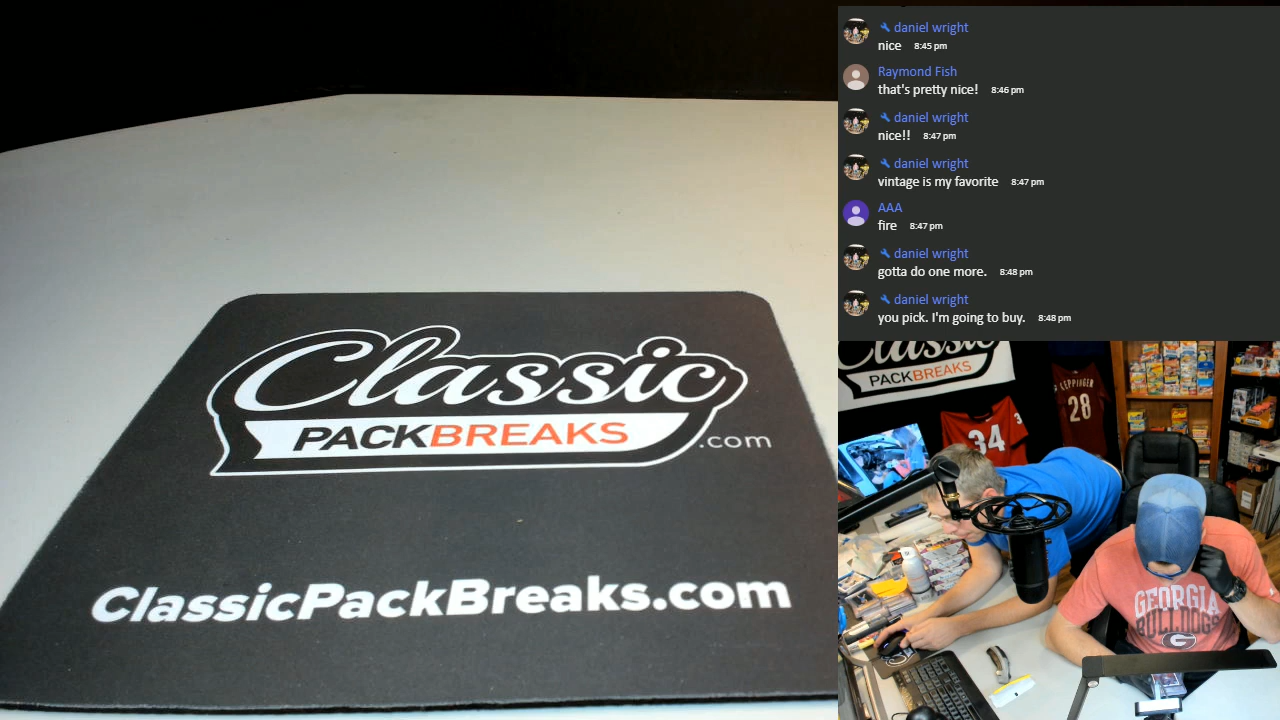 daniel wright
nice 8:45 pm
Raymond Fish
that's pretty nice! 8:46 pm
daniel wright
nice!! 8:47 pm
daniel wright
vintage is my favorite 8:47 pm
AAA
fire 8:47 pm
daniel wright
gotta do one more. 8:48 pm
daniel wright
you pick. I'm going to buy. 8:48 pm
Classic
PACKBREAKS
.com
ClassicPackBreaks.com
Classic
PACKBREAKS
34
LEPPINGER
28
GEORGIA
BULLDOGS
G